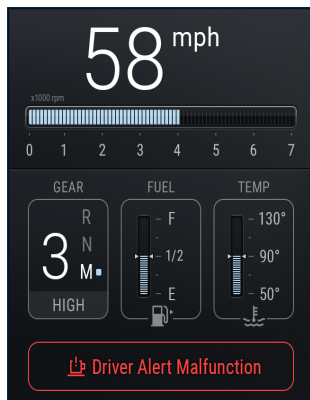 58 mph
x1000 rpm
0 1 2 3 4 5 6 7
GEAR FUEL TEMP
R F 130°
N
3 M 1/2 90°
E 50°
HIGH
Driver Alert Malfunction